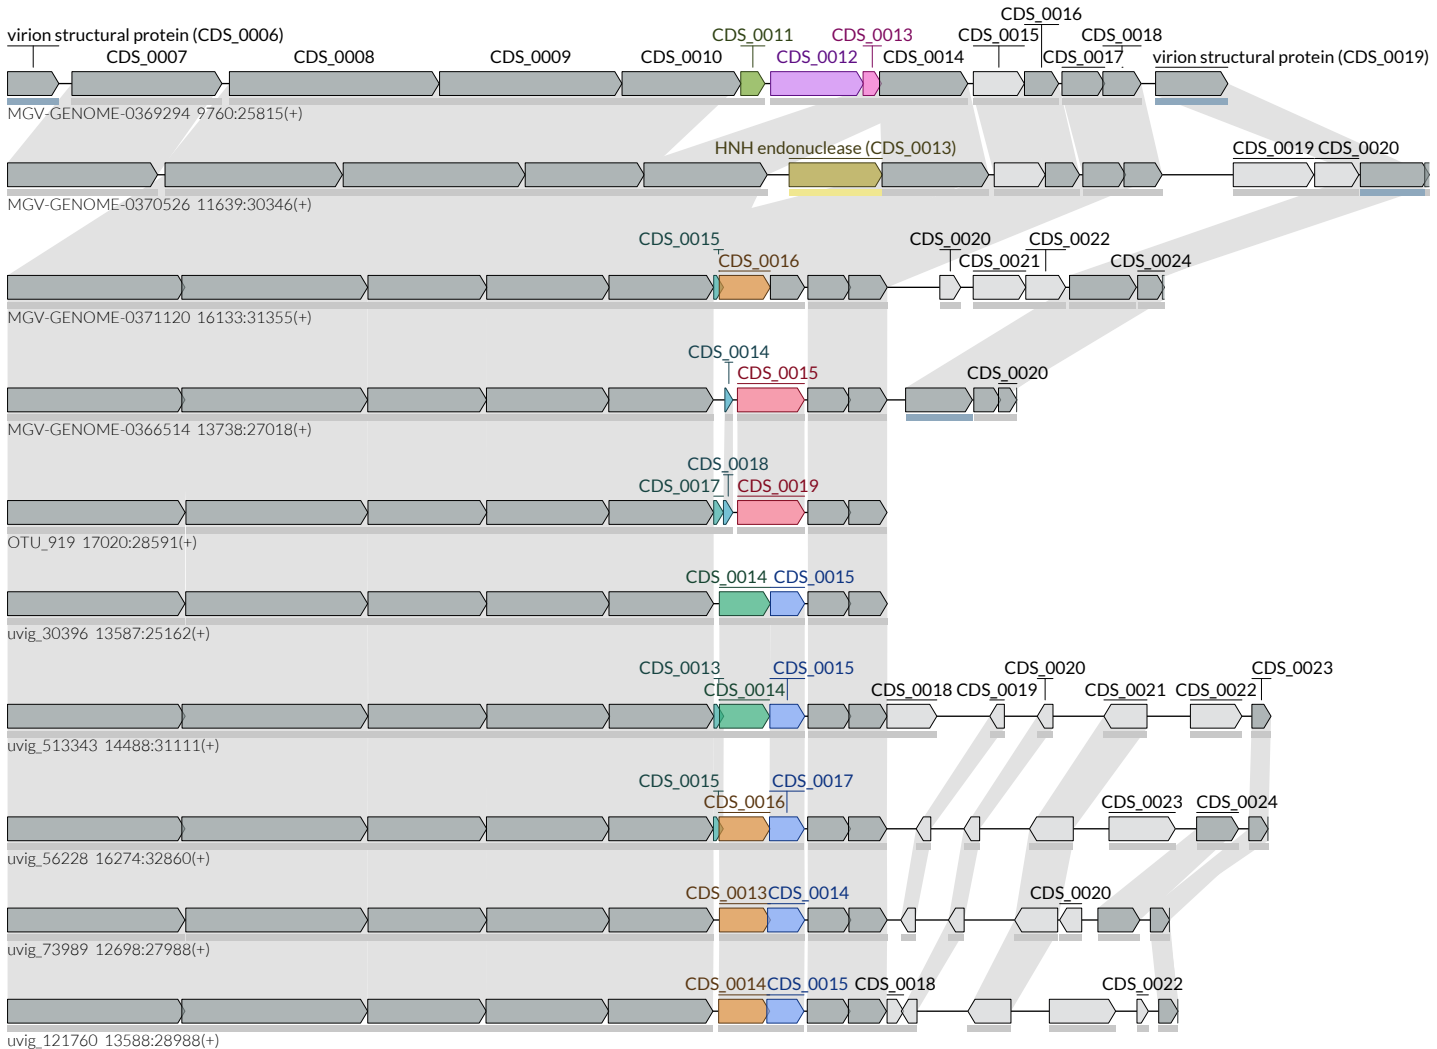 CDS_0016
virion structural protein (CDS_0006) CDS_0011 CDS_0013 CDS_0015 CDS_0018
CDS_0007 CDS_0008 CDS_0009 CDS_0010 CDS_0012 CDS_0014 CDS_0017 virion structural protein (CDS_0019)
MGV-GENOME-0369294 9760:25815(+)
HNH endonuclease (CDS_0013) CDS_0019 CDS_0020
MGV-GENOME-0370526 11639:30346(+)
CDS_0015 CDS_0020 CDS_0022
CDS_0016 CDS_0021 CDS_0024
MGV-GENOME-0371120 16133:31355(+)
CDS_0014
CDS_0015 CDS_0020
MGV-GENOME-0366514 13738:27018(+)
CDS_0018
CDS_0017 CDS_0019
OTU_919 17020:28591(+)
CDS_0014 CDS_0015
uvig_30396 13587:25162(+)
CDS_0013 CDS_0015 CDS_0020 CDS_0023
CDS_0014 CDS_0018 CDS_0019 CDS_0021 CDS_0022
uvig_513343 14488:31111(+)
CDS_0015 CDS_0017
CDS_0016 CDS_0023 CDS_0024
uvig_56228 16274:32860(+)
CDS_0013 CDS_0014 CDS_0020
uvig_73989 12698:27988(+)
CDS_0014 CDS_0015 CDS_0018 CDS_0022
uvig_121760 13588:28988(+)